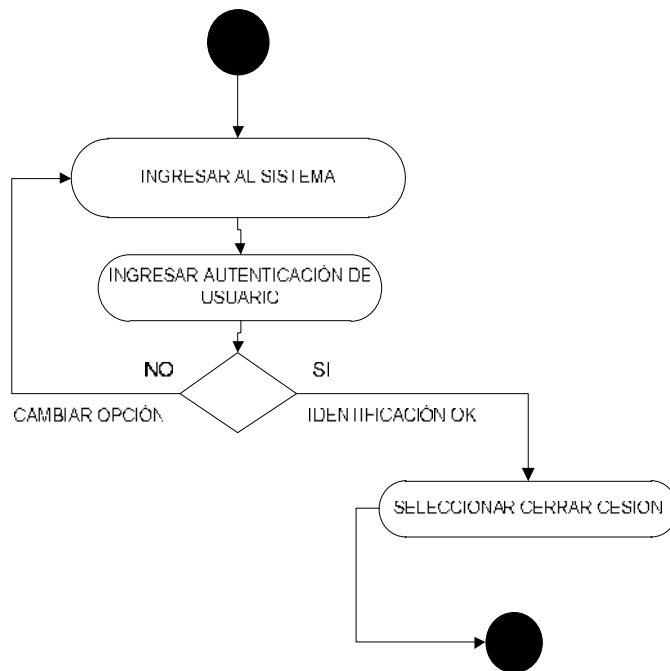 INGRESAR AL SISTEMA
INGRESAR AUTENTICACIÓN DE
USUARIO
NO
SI
CAMBIAR OPCIÓN
IDENTIFICACIÓN OK
SELECCIONAR CERRAR CESION